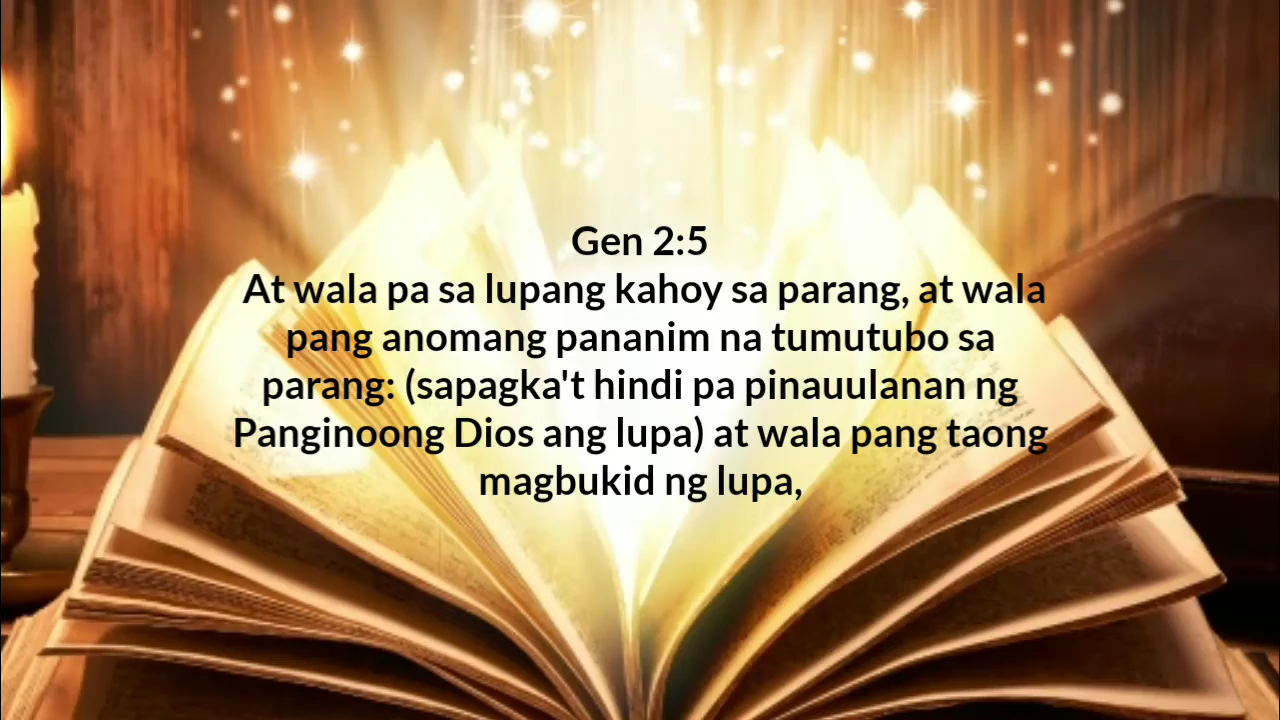 Gen 2:5
At wala pa sa lupang kahoy sa parang, at wala
pang anomang pananim na tumutubo sa
parang: (sapagka't hindi pa pinauulanan ng
Panginoong Dios ang lupa) at wala pang taong
magbukid ng lupa,